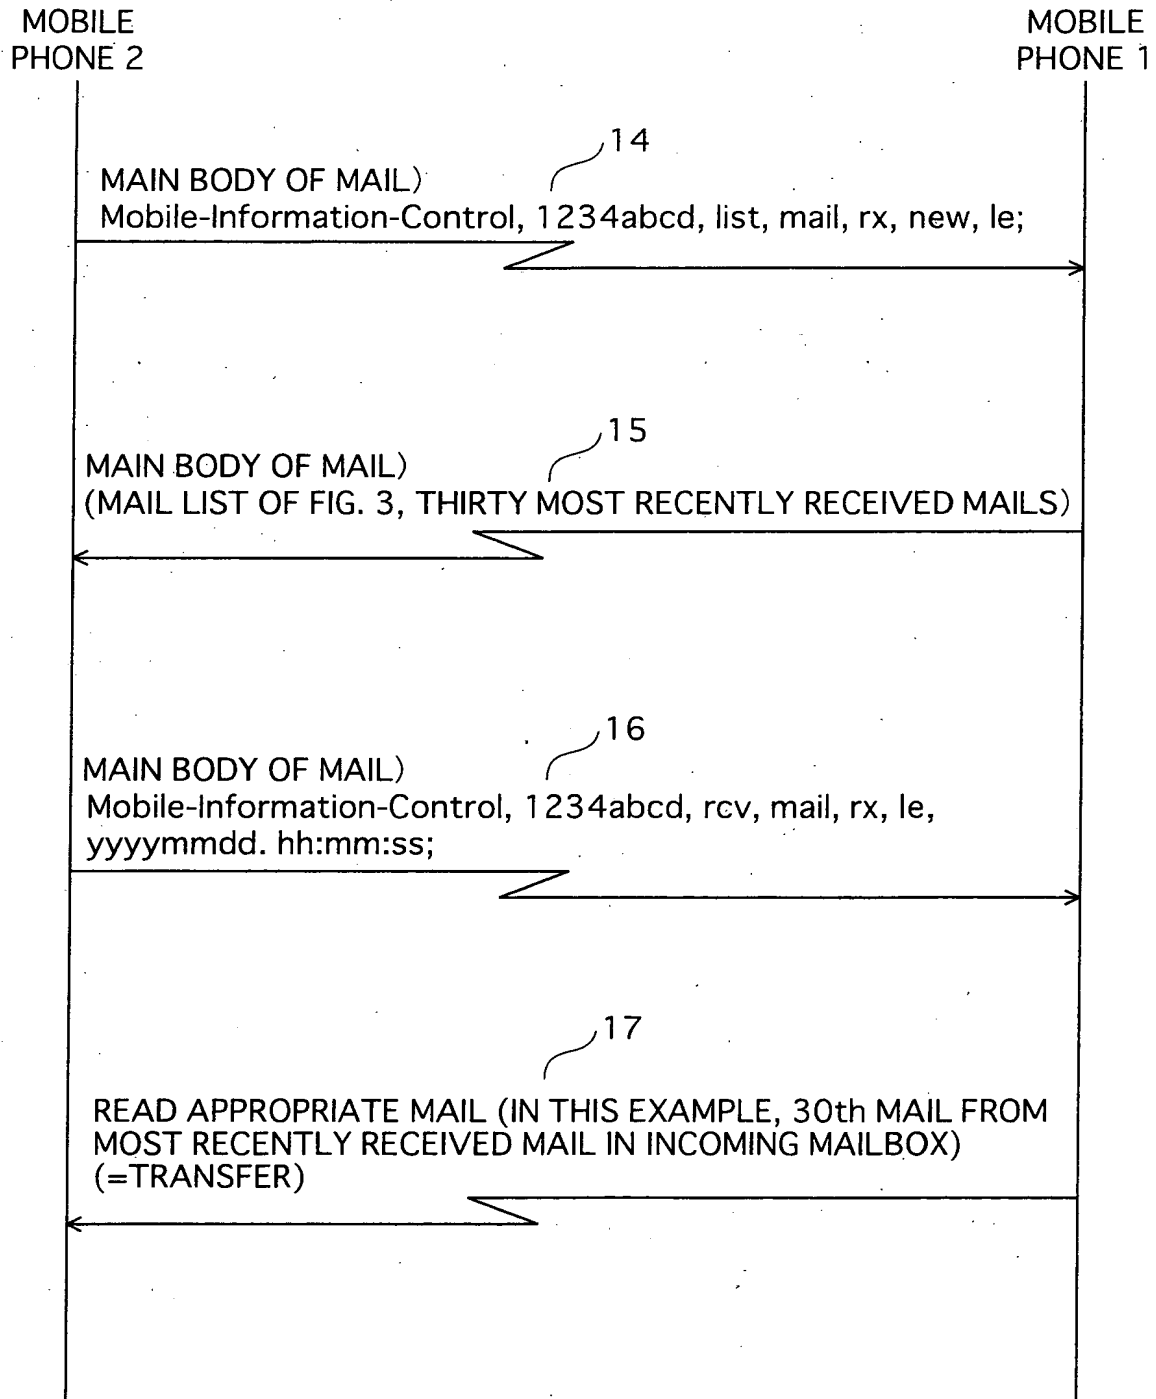 MOBILE
PHONE 2
MOBILE
PHONE 1
14
MAIN BODY OF MAIL)
Mobile-Information-Control, 1234abcd, list, mail, rx, new, le;
15
MAIN BODY OF MAIL)
(MAIL LIST OF FIG. 3, THIRTY MOST RECENTLY RECEIVED MAILS)
16
MAIN BODY OF MAIL)
Mobile-Information-Control, 1234abcd, rcv, mail, rx, le,
yyyymmdd. hh:mm:ss;
17
READ APPROPRIATE MAIL (IN THIS EXAMPLE, 30th MAIL FROM
MOST RECENTLY RECEIVED MAIL IN INCOMING MAILBOX)
(=TRANSFER)